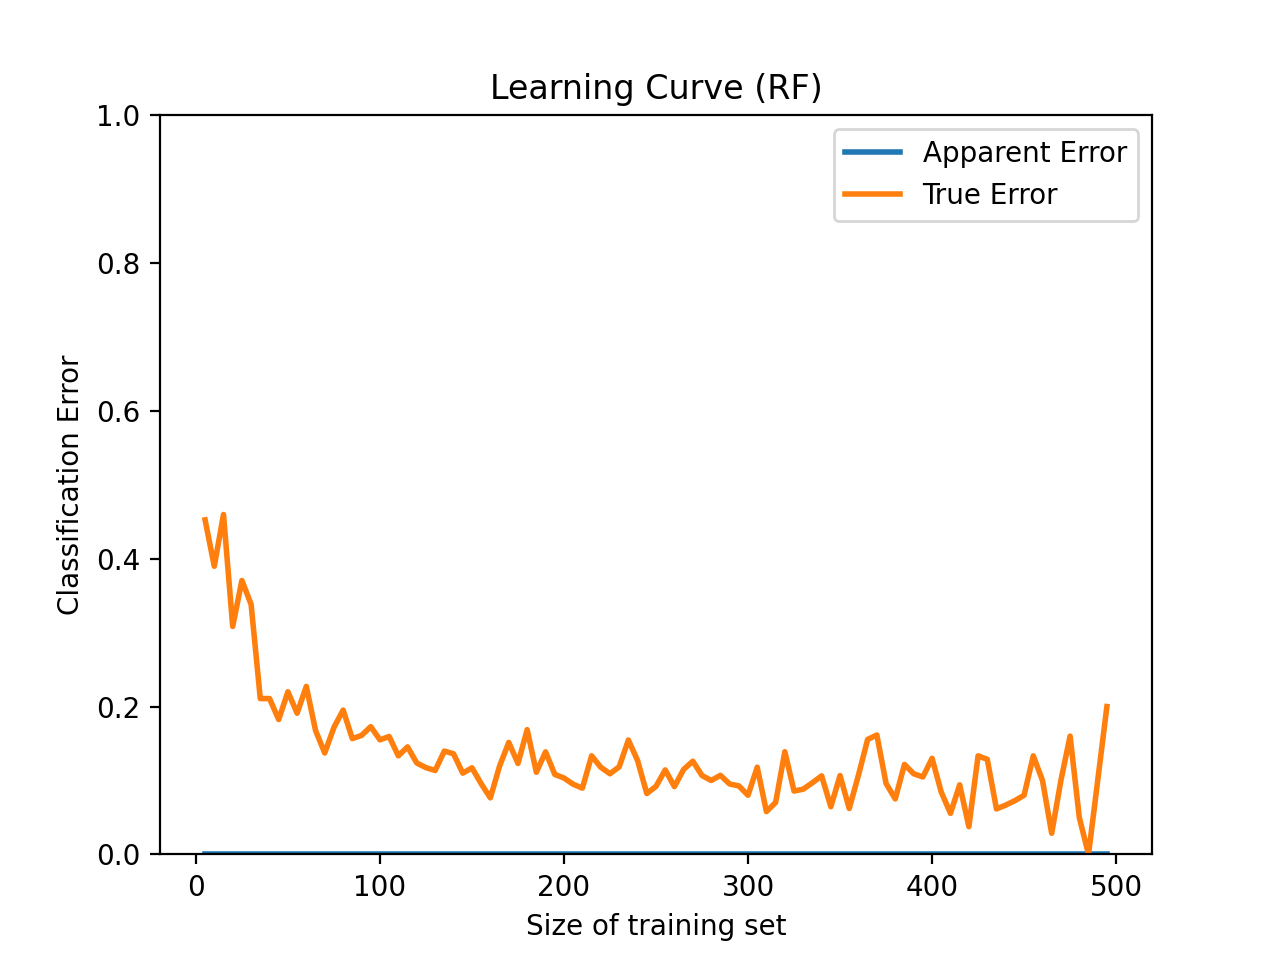 Learning Curve (RF)
1.0
0.8
0.6
0.4
0.2
0.0
Classification Error
Apparent Error
True Error
0 100 200 300 400 500
Size of training set